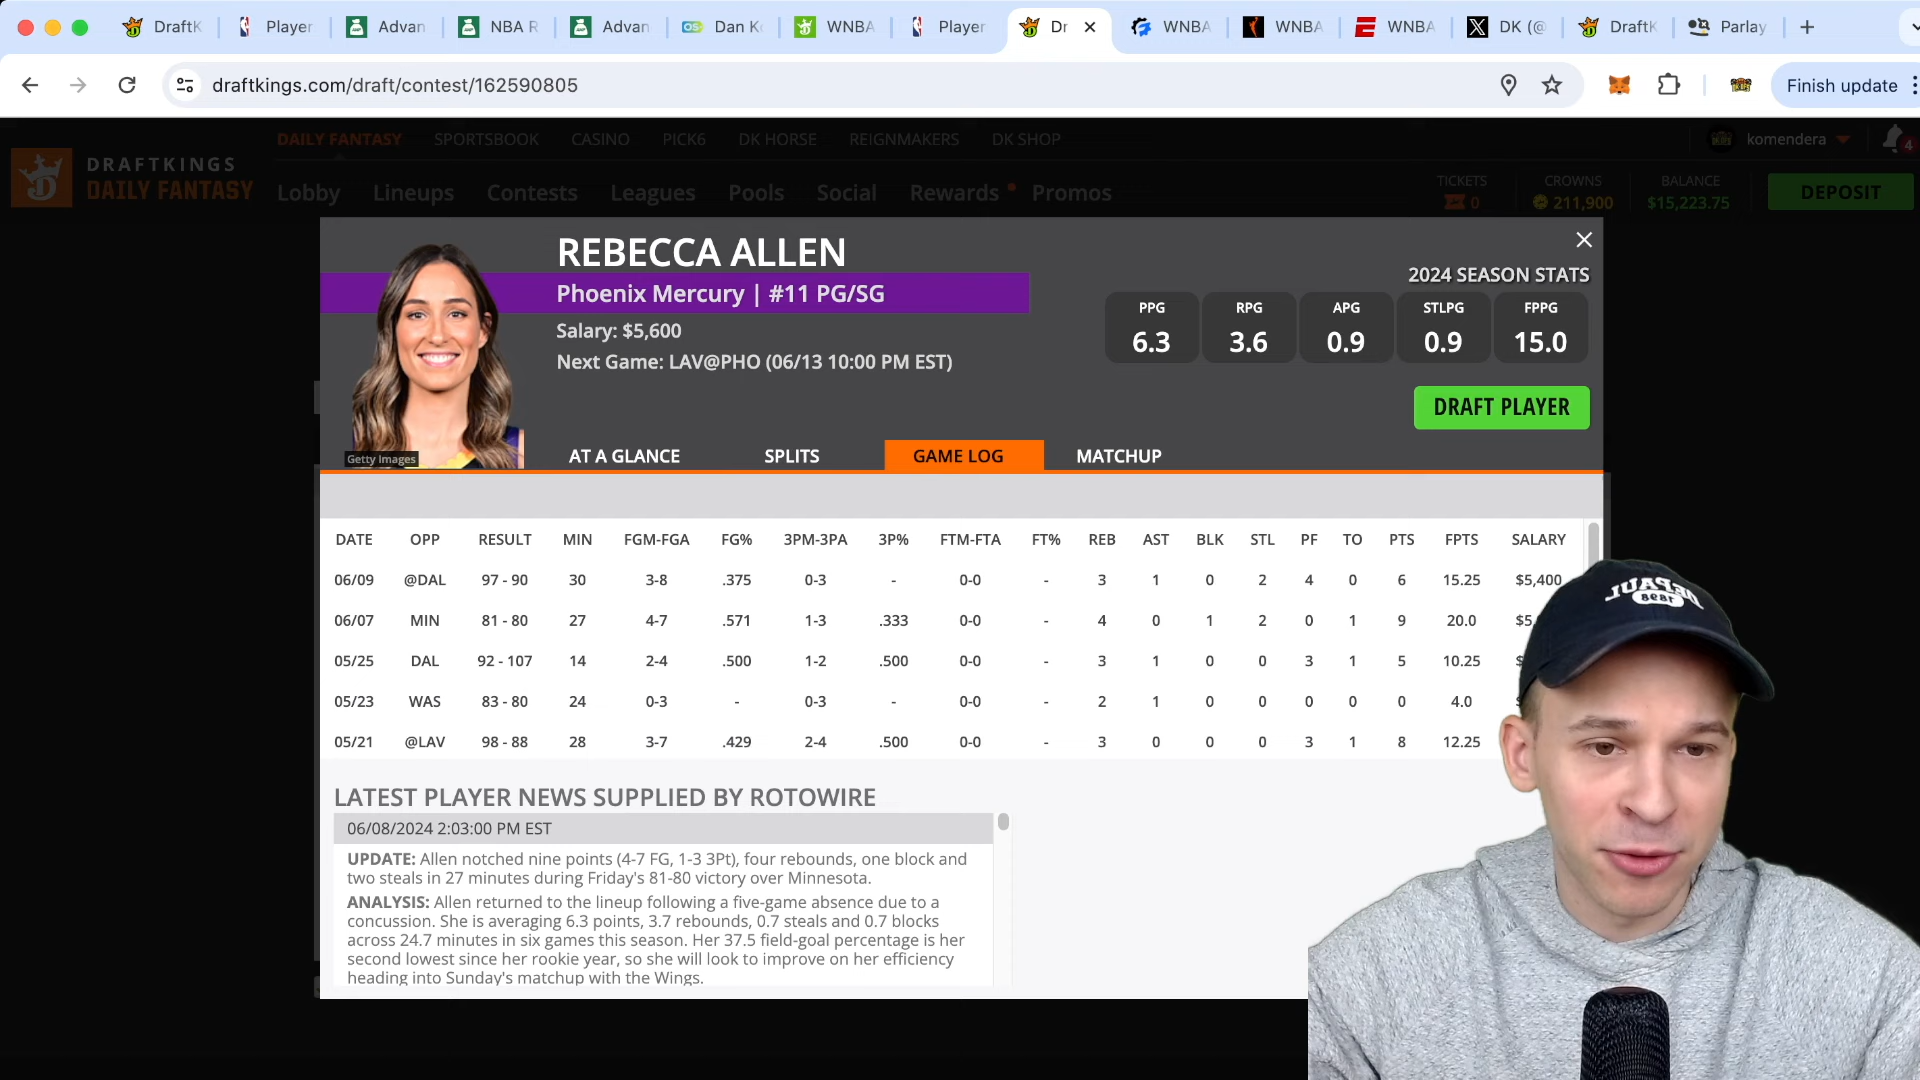 DraftK
Player
Advan
NBA R
Advan
Dan Ko
WNBA
Player
Dr
WNBA
WNBA
WNBA
DK (@
DraftK
Parlay
draftkings.com/draft/contest/162590805
Finish update
DAILY FANTASY SPORTSBOOK CASINO PICK6 DK HORSE REIGNMAKERS DK SHOP
komendera
4
DRAFTKINGS
DAILY FANTASY
Lobby Lineups Contests Leagues Pools Social Rewards Promos
TICKETS
0
CROWNS
211,900
BALANCE
$15,223.75
DEPOSIT
REBECCA ALLEN
Phoenix Mercury | #11 PG/SG
Salary: $5,600
Next Game: LAV@PHO (06/13 10:00 PM EST)
Getty Images
2024 SEASON STATS
PPG RPG APG STLPG FPPG
6.3 3.6 0.9 0.9 15.0
DRAFT PLAYER
AT A GLANCE SPLITS GAME LOG MATCHUP
DATE OPP RESULT MIN FGM-FGA FG% 3PM-3PA 3P% FTM-FTA FT% REB AST BLK STL PF TO PTS FPTS SALARY
06/09 @DAL 97 - 90 30 3-8 .375 0-3 - 0-0 - 3 1 0 2 4 0 6 15.25 $5,400
06/07 MIN 81 - 80 27 4-7 .571 1-3 .333 0-0 - 4 0 1 2 0 1 9 20.0
05/25 DAL 92 - 107 14 2-4 .500 1-2 .500 0-0 - 3 1 0 0 3 1 5 10.25
05/23 WAS 83 - 80 24 0-3 - 0-3 - 0-0 - 2 1 0 0 0 0 0 4.0
05/21 @LAV 98 - 88 28 3-7 .429 2-4 .500 0-0 - 3 0 0 0 3 1 8 12.25
LATEST PLAYER NEWS SUPPLIED BY ROTOWIRE
06/08/2024 2:03:00 PM EST
UPDATE: Allen notched nine points (4-7 FG, 1-3 3Pt), four rebounds, one block and
two steals in 27 minutes during Friday's 81-80 victory over Minnesota.
ANALYSIS: Allen returned to the lineup following a five-game absence due to a
concussion. She is averaging 6.3 points, 3.7 rebounds, 0.7 steals and 0.7 blocks
across 24.7 minutes in six games this season. Her 37.5 field-goal percentage is her
second lowest since her rookie year, so she will look to improve on her efficiency
heading into Sunday's matchup with the Wings.
DEPAUL
1898